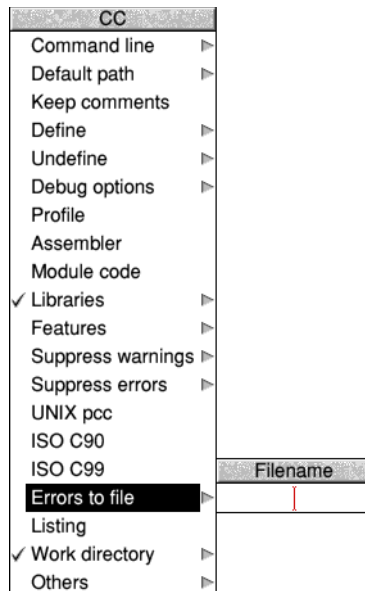 CC
Command line
Default path
Keep comments
Define
Undefine
Debug options
Profile
Assembler
Module code
Libraries
Features
Suppress warnings
Suppress errors
UNIX pcc
ISO C90
ISO C99
Filename
Errors to file
Listing
Work directory
Others